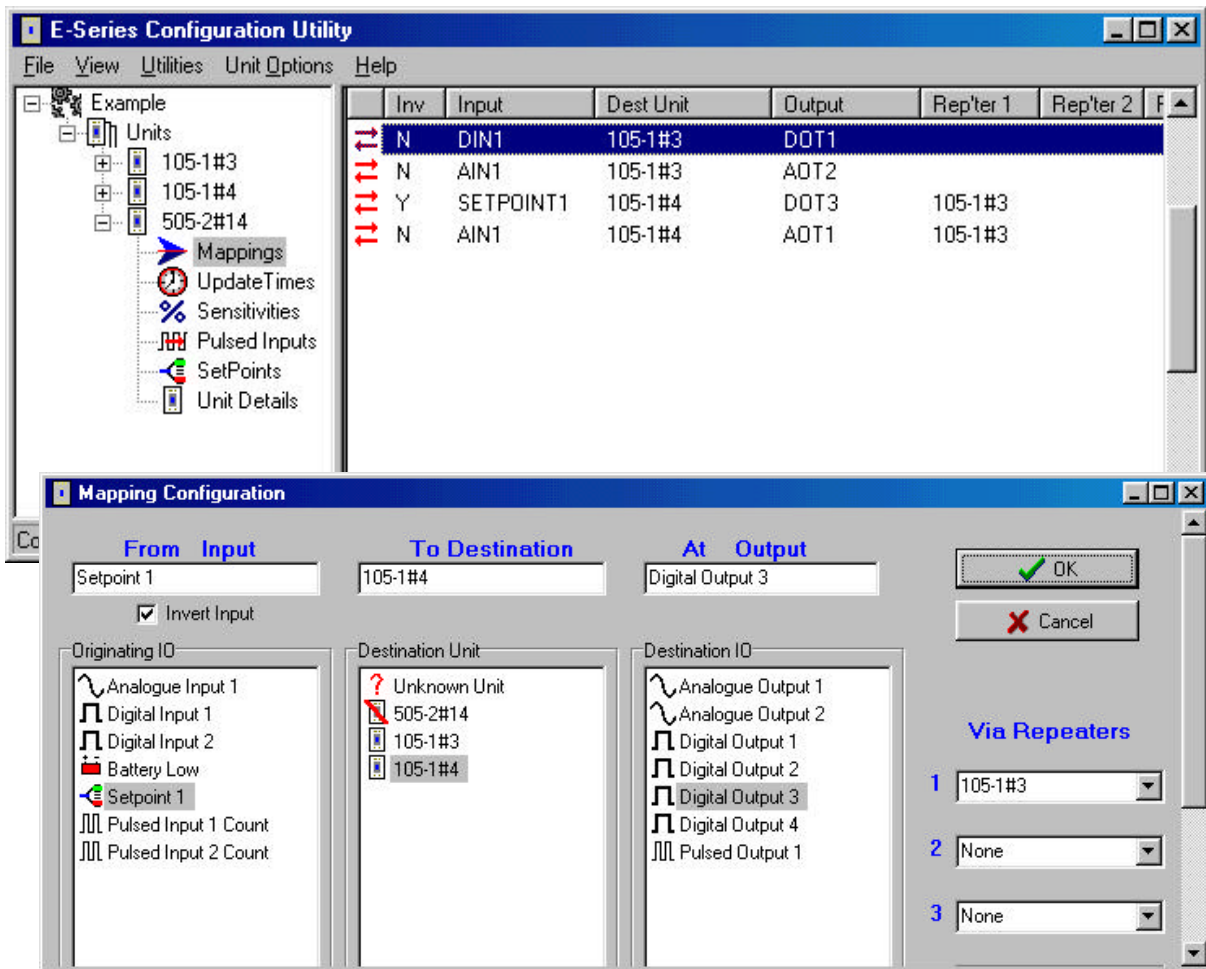 E-Series Configuration Utility
File View Utilities Unit Options Help
Example
Units
105-1#3
105-1#4
505-2#14
Mappings
UpdateTimes
Sensitivities
Pulsed Inputs
SetPoints
Unit Details
Inv Input Dest Unit Output Rep'ter 1 Rep'ter 2
N DIN1 105-1#3 DOT1
N AIN1 105-1#3 AOT2
Y SETPOINT1 105-1#4 DOT3 105-1#3
N AIN1 105-1#4 AOT1 105-1#3
Mapping Configuration
From Input To Destination At Output
Setpoint 1 105-1#4 Digital Output 3
Invert Input
OK
Cancel
Originating IO
Analogue Input 1
Digital Input 1
Digital Input 2
Battery Low
Setpoint 1
Pulsed Input 1 Count
Pulsed Input 2 Count
Destination Unit
Unknown Unit
505-2#14
105-1#3
105-1#4
Destination IO
Analogue Output 1
Analogue Output 2
Digital Output 1
Digital Output 2
Digital Output 3
Digital Output 4
Pulsed Output 1
Via Repeaters
1 105-1#3
2 None
3 None